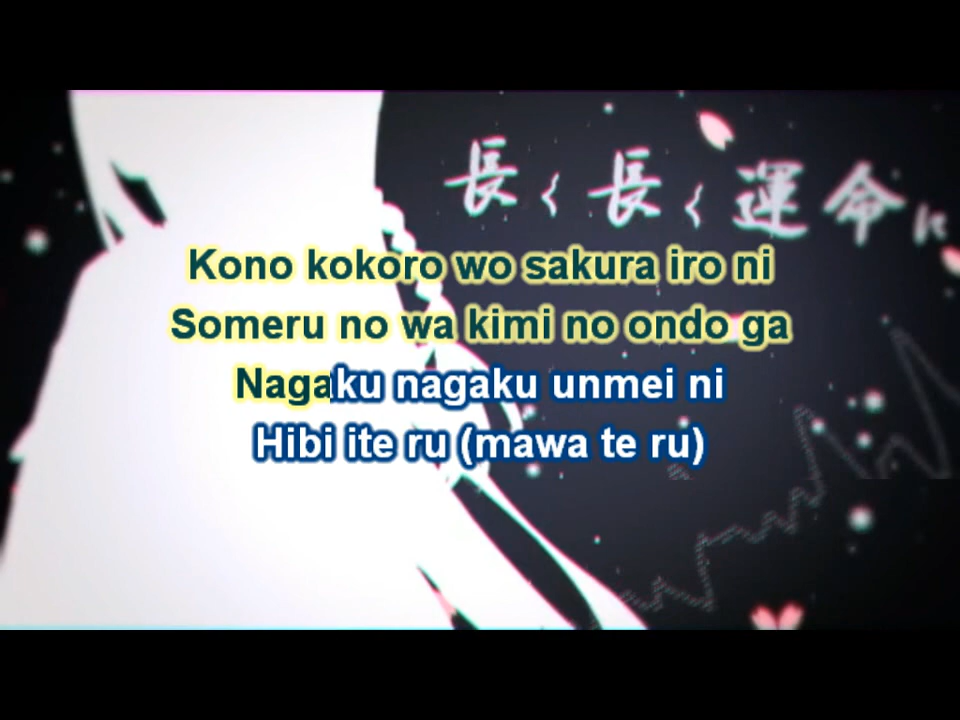 長く長く運命に
Kono kokoro wo sakura iro ni
Someru no wa kimi no ondo ga
Nagaku nagaku unmei ni
Hibi ite ru (mawa te ru)